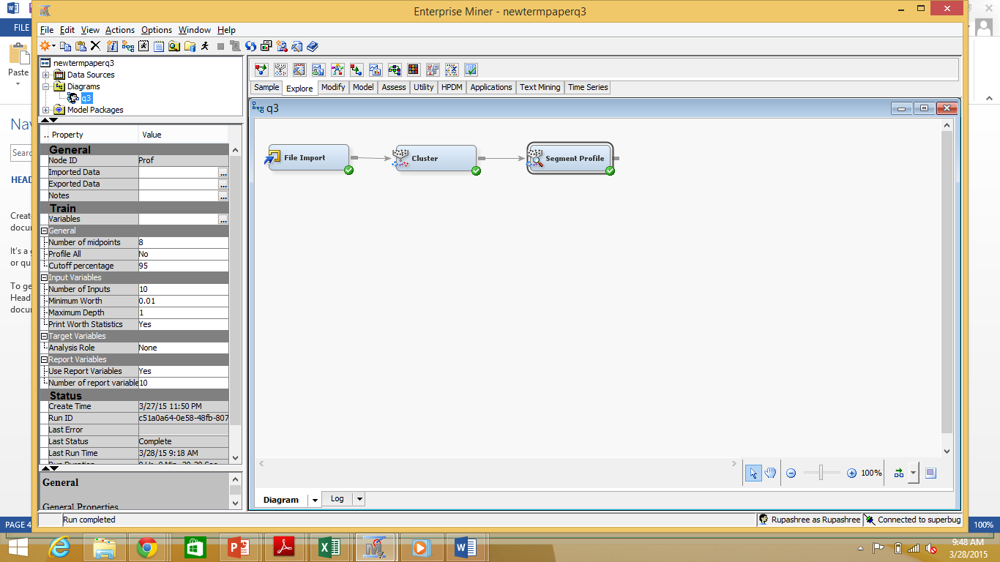 Enterprise Miner - newtermpaperq3
FILE
File Edit View Actions Options Window Help
Paste
newtermpaperq3
Data Sources
Diagrams
q3
Model Packages
Sample Explore Modify Model Assess Utility HPDM Applications Text Mining Time Series
q3
Nav
Searc
HEAD
Create
docu
It's a
or qu
To ge
Head
docu
.. Property Value
General
Node ID Prof
Imported Data ...
Exported Data ...
Notes ...
Train
Variables ...
General
Number of midpoints 8
Profile All No
Cutoff percentage 95
Input Variables
Number of Inputs 10
Minimum Worth 0.01
Maximum Depth 1
Print Worth Statistics Yes
Target Variables
Analysis Role None
Report Variables
Use Report Variables Yes
Number of report variable 10
Status
Create Time 3/27/15 11:50 PM
Run ID c51a0a64-0e58-48fb-807
Last Error
Last Status Complete
Last Run Time 3/28/15 9:18 AM
File Import
Cluster
Segment Profile
100%
General
General Properties
Diagram Log
Run completed
Rupashree as Rupashree Connected to superbug
PAGE 4
100%
9:48 AM
3/28/2015